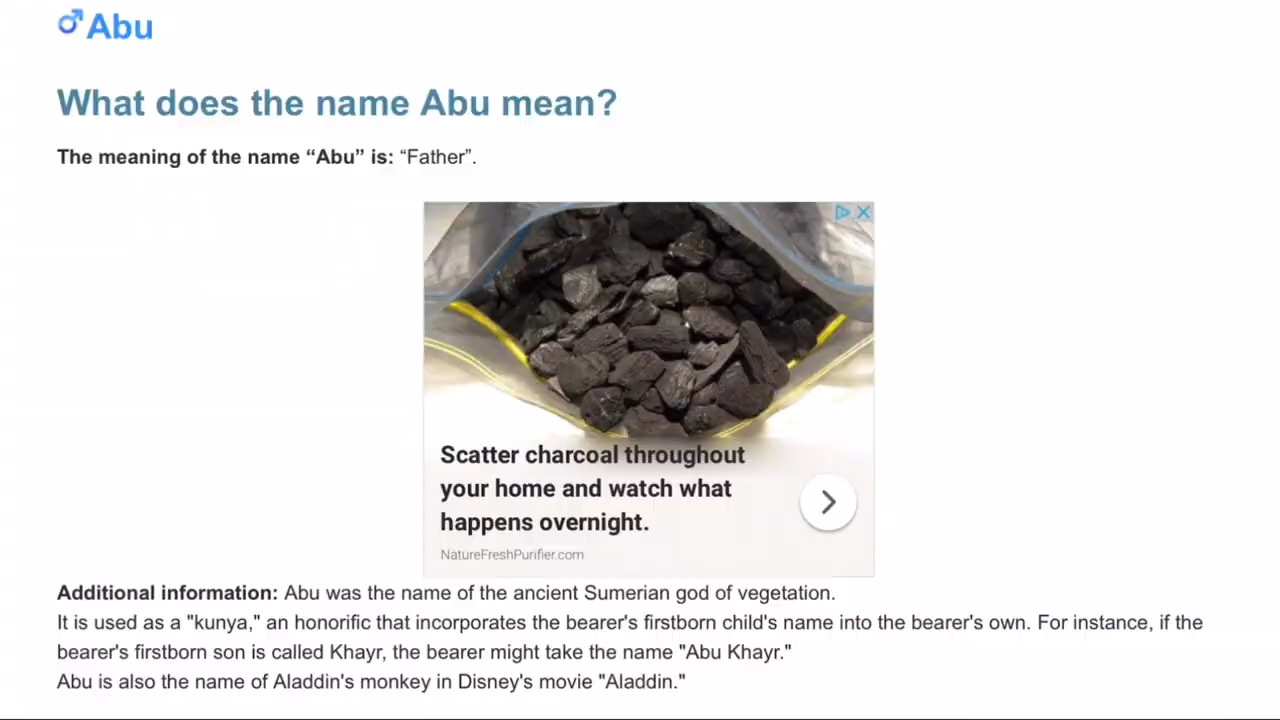 Abu
What does the name Abu mean?
The meaning of the name “Abu” is: “Father”.
Scatter charcoal throughout
your home and watch what
happens overnight.
NatureFreshPurifier.com
Additional information: Abu was the name of the ancient Sumerian god of vegetation.
It is used as a "kunya," an honorific that incorporates the bearer's firstborn child's name into the bearer's own. For instance, if the
bearer's firstborn son is called Khayr, the bearer might take the name "Abu Khayr."
Abu is also the name of Aladdin's monkey in Disney's movie "Aladdin."